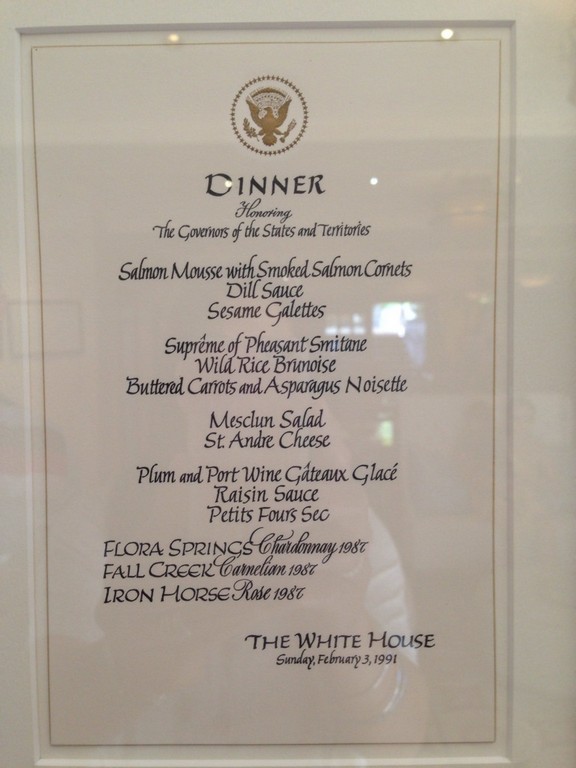 DINNER
Honoring
The Governors of the States and Territories
Salmon Mousse with Smoked Salmon Cornets
Dill Sauce
Sesame Galettes
Suprême of Pheasant Smitane
Wild Rice Brunoise
Buttered Carrots and Asparagus Noisette
Mesclun Salad
St. Andre Cheese
Plum and Port Wine Gâteaux Glacé
Raisin Sauce
Petits Fours Sec
FLORA SPRINGS Chardonnay 1987
FALL CREEK Carnelian 1987
IRON HORSE Rose 1987
THE WHITE HOUSE
Sunday, February 3, 1991